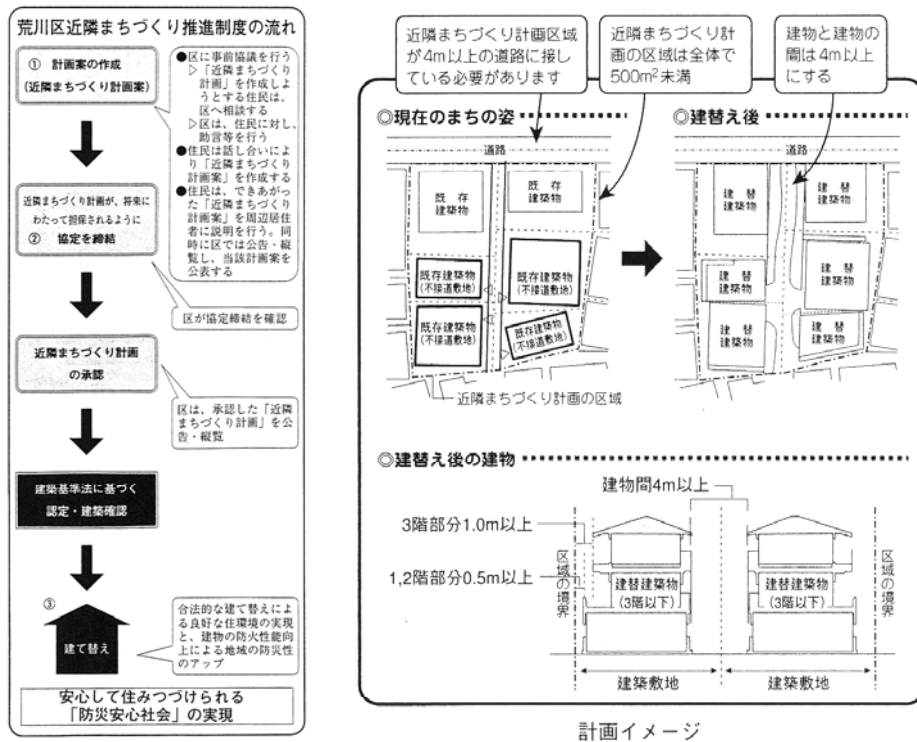 荒川区近隣まちづくり推進制度の流れ
① 計画案の作成
(近隣まちづくり計画案)
●区に事前協議を行う
▷「近隣まちづくり
計画」を作成しよ
うとする住民は、
区へ相談する
▷区は、住民に対し、
助言等を行う
●住民は話し合いによ
り「近隣まちづくり
計画案」を作成する
●住民は、できあがっ
た「近隣まちづくり
計画案」を周辺居住
者に説明を行う。同
時に区では公告・縦
覧し、当該計画案を
公表する
近隣まちづくり計画が、将来に
わたって担保されるように
② 協定を締結
区が協定締結を確認
近隣まちづくり計画
の承認
区は、承認した「近隣
まちづくり計画」を公
告・縦覧
建築基準法に基づく
認定・建築確認
③
建て替え
合法的な建て替えによ
る良好な住環境の実現
と、建物の防火性能向
上による地域の防災性
のアップ
安心して住みつづけられる
「防災安心社会」の実現
近隣まちづくり計画区域
が4m以上の道路に接し
ている必要があります
近隣まちづくり計
画の区域は全体で
500m²未満
建物と建物の
間は4m以上
にする
◎現在のまちの姿
道路
既存
建築物
既存
建築物
既存建築物
(不接道敷地)
既存建築物
(不接道敷地)
既存建築物
(不接道敷地)
既存建築物
(不接道敷地)
近隣まちづくり計画の区域
◎建替え後
道路
建替
建築物
建替
建築物
建替
建築物
建替
建築物
建替
建築物
建替
建築物
◎建替え後の建物
建物間4m以上
3階部分1.0m以上
1,2階部分0.5m以上
区域の境界
建替建築物
(3階以下)
建替建築物
(3階以下)
区域の境界
建築敷地
建築敷地
計画イメージ